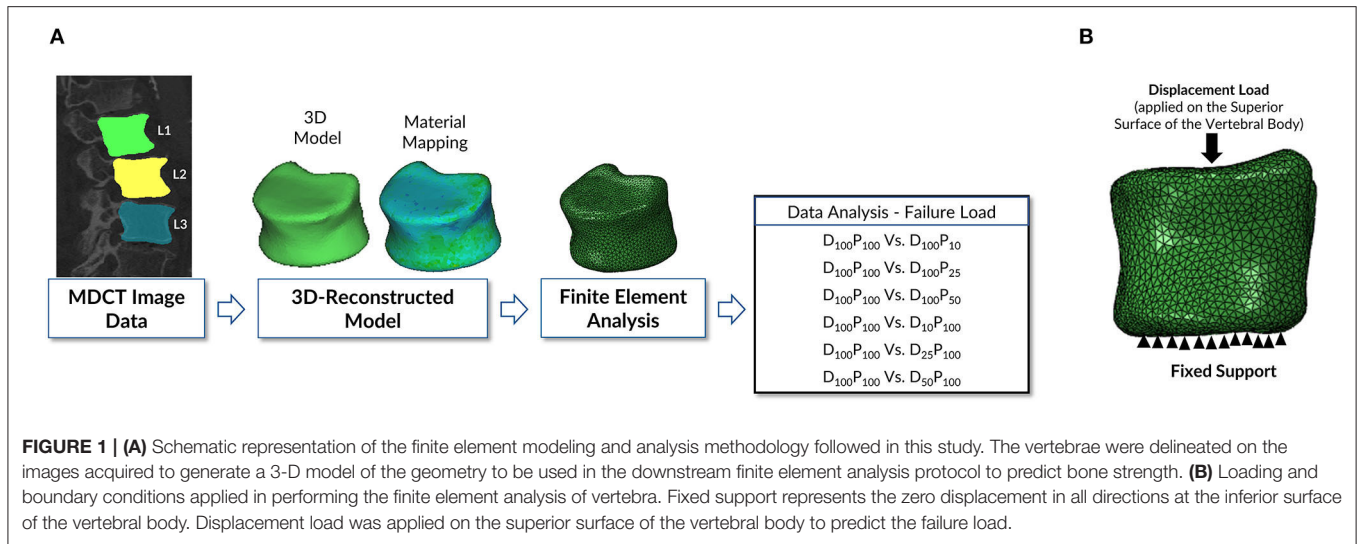 A
B
L1
L2
L3
MDCT Image
Data
3D
Model
Material
Mapping
3D-Reconstructed
Model
Finite Element
Analysis
Data Analysis - Failure Load
D₁₀₀P₁₀₀ Vs. D₁₀₀P₁₀
D₁₀₀P₁₀₀ Vs. D₁₀₀P₂₅
D₁₀₀P₁₀₀ Vs. D₁₀₀P₅₀
D₁₀₀P₁₀₀ Vs. D₁₀P₁₀₀
D₁₀₀P₁₀₀ Vs. D₂₅P₁₀₀
D₁₀₀P₁₀₀ Vs. D₅₀P₁₀₀
Displacement Load
(applied on the Superior
Surface of the Vertebral Body)
Fixed Support
FIGURE 1 | (A) Schematic representation of the finite element modeling and analysis methodology followed in this study. The vertebrae were delineated on the
images acquired to generate a 3-D model of the geometry to be used in the downstream finite element analysis protocol to predict bone strength. (B) Loading and
boundary conditions applied in performing the finite element analysis of vertebra. Fixed support represents the zero displacement in all directions at the inferior surface
of the vertebral body. Displacement load was applied on the superior surface of the vertebral body to predict the failure load.